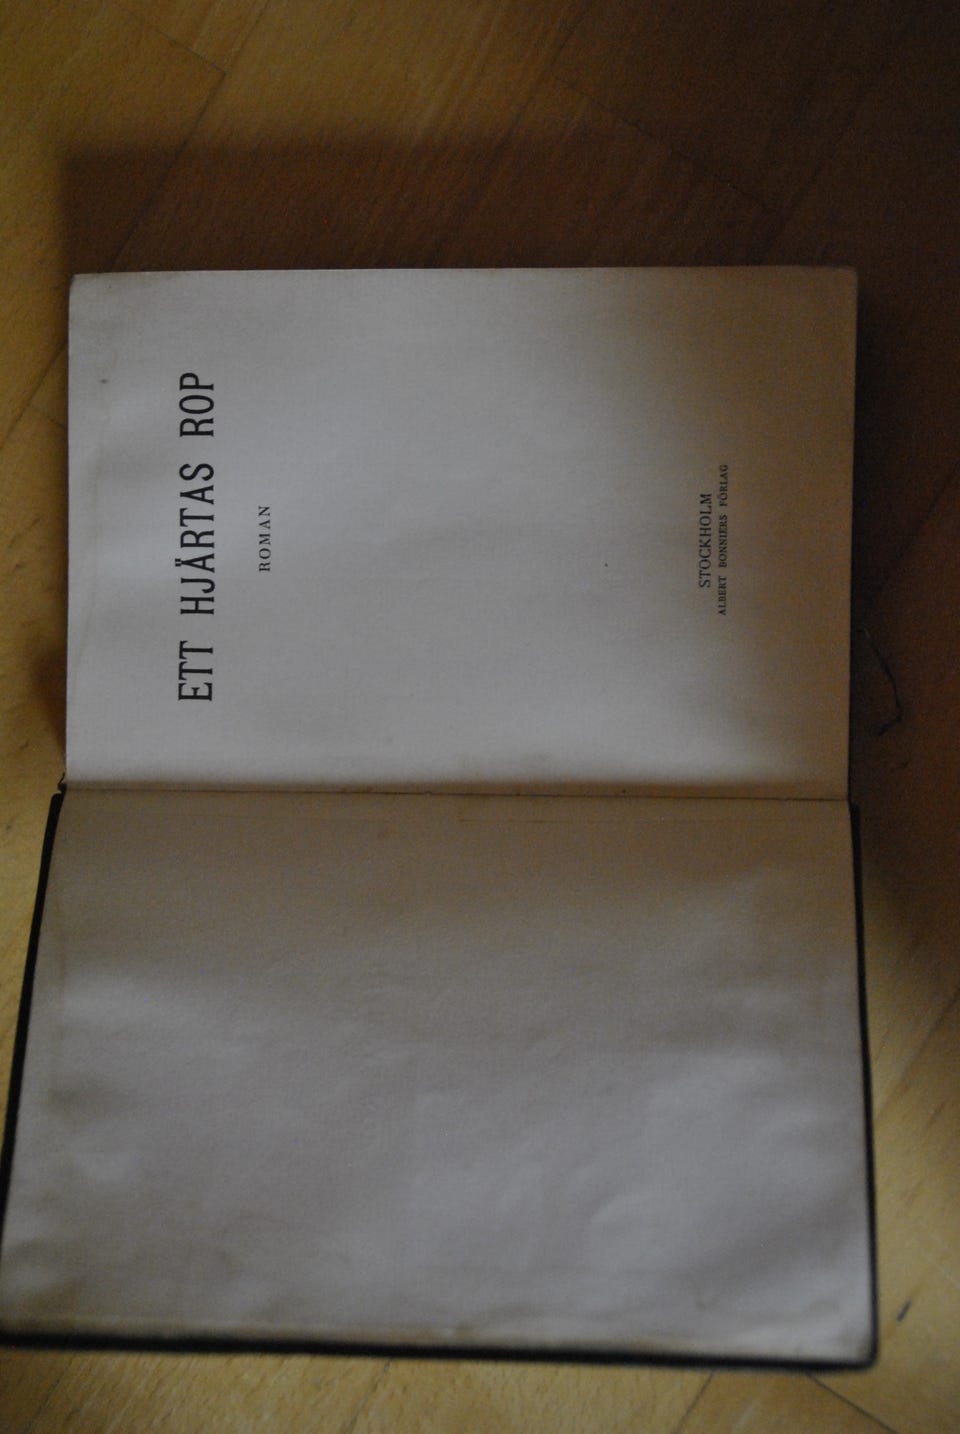 ETT HJÄRTAS ROP
ROMAN
STOCKHOLM
ALBERT BONNIERS FÖRLAG